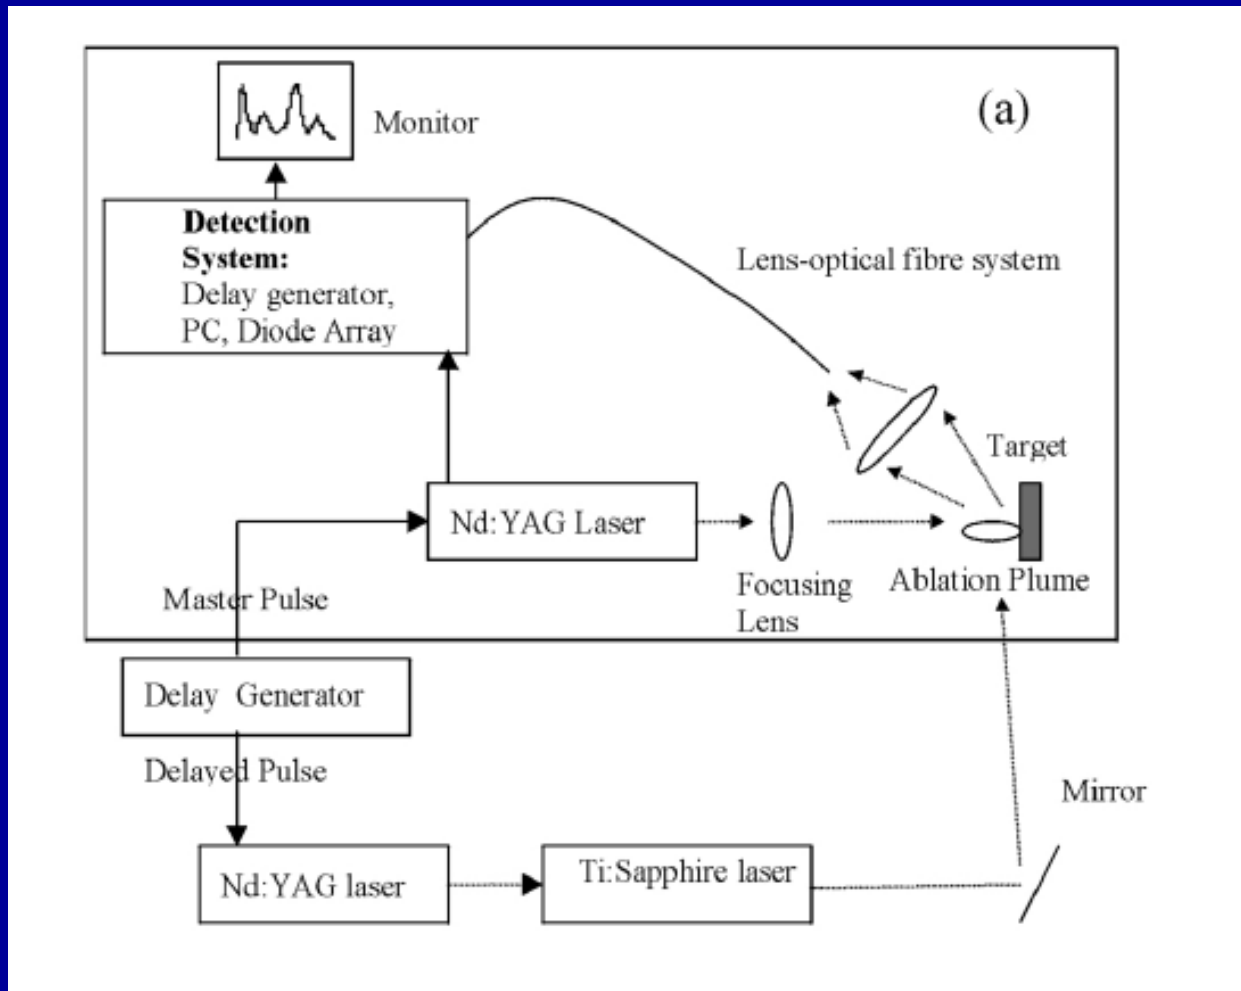 (a)
Monitor
Detection
System:
Delay generator,
PC, Diode Array
Lens-optical fibre system
Target
Nd:YAG Laser
Focusing
Lens
Ablation Plume
Master Pulse
Delay Generator
Delayed Pulse
Mirror
Nd:YAG laser
Ti:Sapphire laser